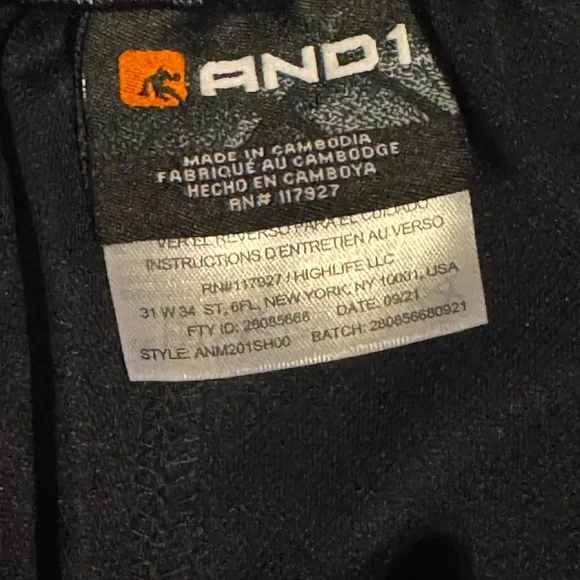 AND1
MADE IN CAMBODIA
FABRIQUÉ AU CAMBODGE
HECHO EN CAMBOYA
RN# 117927
VER EL REVERSO PARA EL CUIDADO
INSTRUCTIONS D'ENTRETIEN AU VERSO
RN#117927 / HIGHLIFE LLC
31 W 34 ST, 6FL, NEW YORK, NY 10001, USA
FTY ID: 28085668 DATE: 09/21
STYLE: ANM201SH00 BATCH: 280856680921